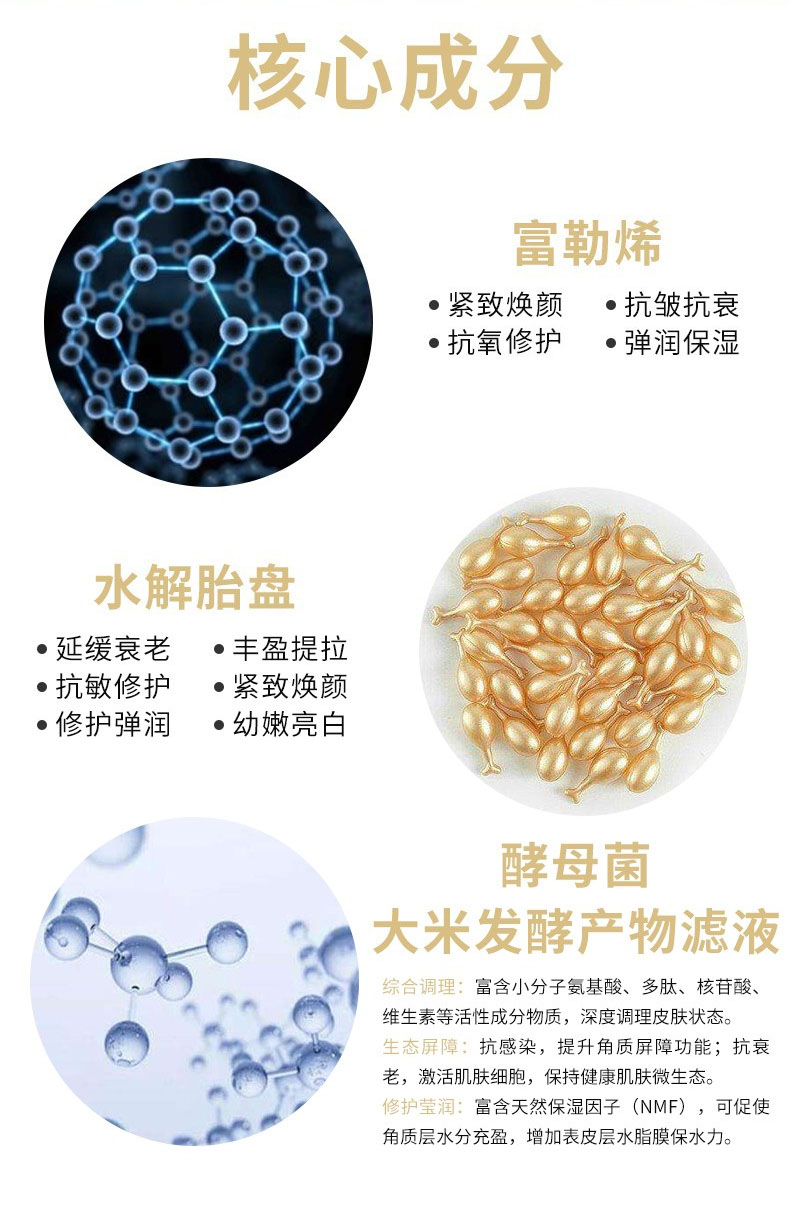 核心成分
富勒烯
• 紧致焕颜 • 抗皱抗衰
• 抗氧修护 • 弹润保湿
水解胎盘
• 延缓衰老 • 丰盈提拉
• 抗敏修护 • 紧致焕颜
• 修护弹润 • 幼嫩亮白
酵母菌
大米发酵产物滤液
综合调理：富含小分子氨基酸、多肽、核苷酸、
维生素等活性成分物质，深度调理皮肤状态。
生态屏障：抗感染，提升角质屏障功能；抗衰
老，激活肌肤细胞，保持健康肌肤微生态。
修护莹润：富含天然保湿因子（NMF），可促使
角质层水分充盈，增加表皮层水脂膜保水力。